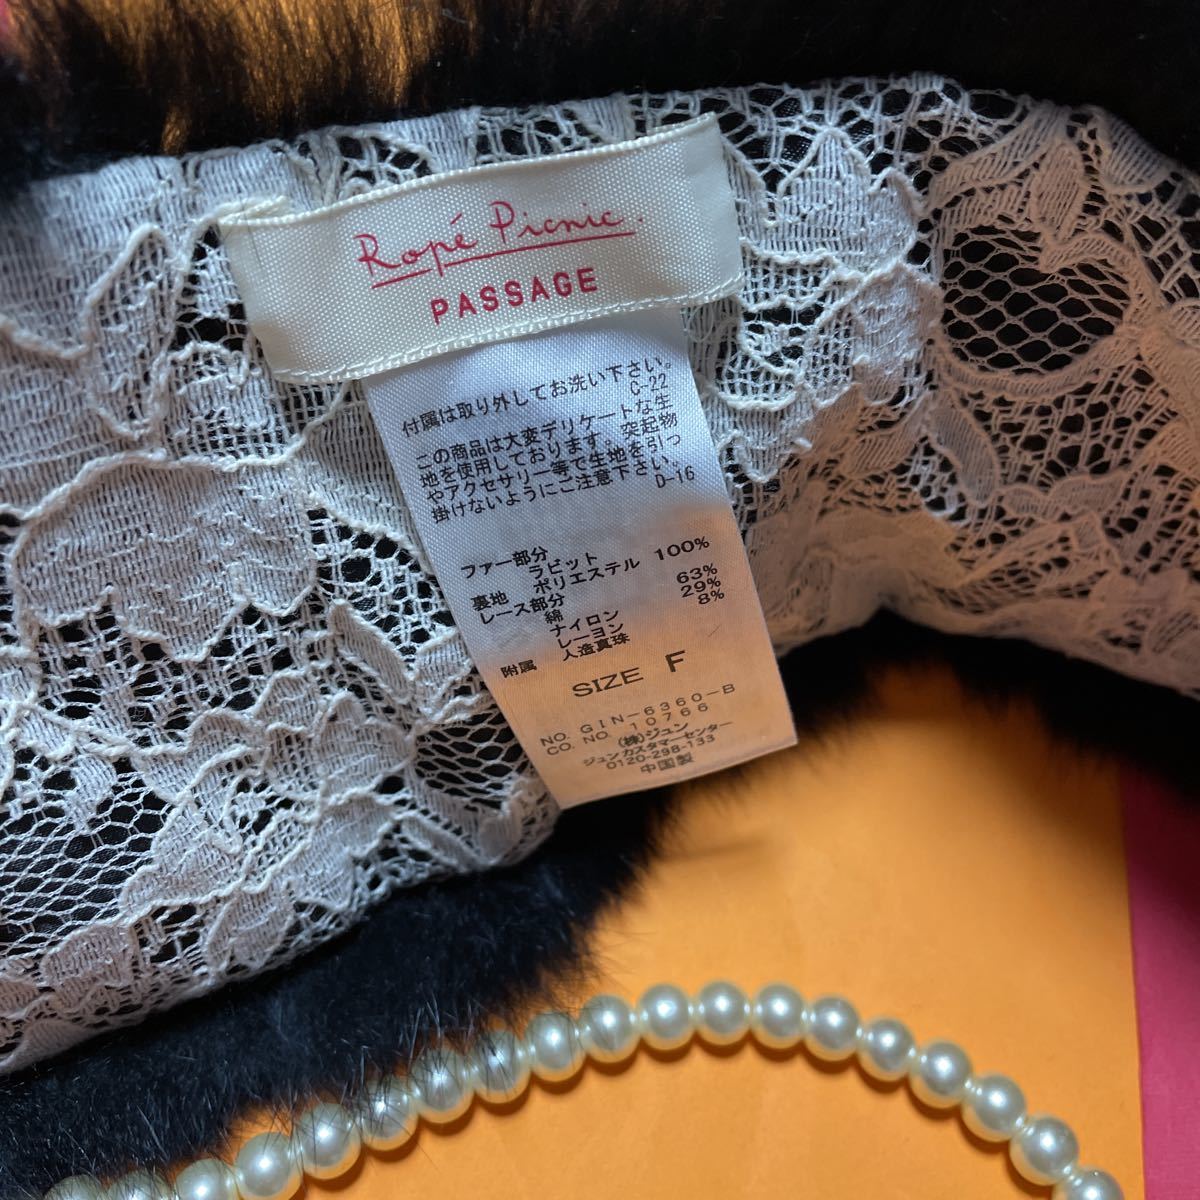 Ropé Picnic.
PASSAGE
付属は取り外してお洗い下さい。
C-22
この商品は大変デリケートな生
地を使用しております。突起物
やアクセサリー等で生地を引っ
掛けないようにご注意下さい。
D-16
ファー部分
ラビット
裏地 ポリエステル 100%
レース部分
綿 63%
ナイロン 29%
レーヨン 8%
附属 人造真珠
SIZE F
NO. GIN-6360-B
CO. NO. 10766
(株)ジュン
ジュンカスタマーセンター
0120-298-133
中国製